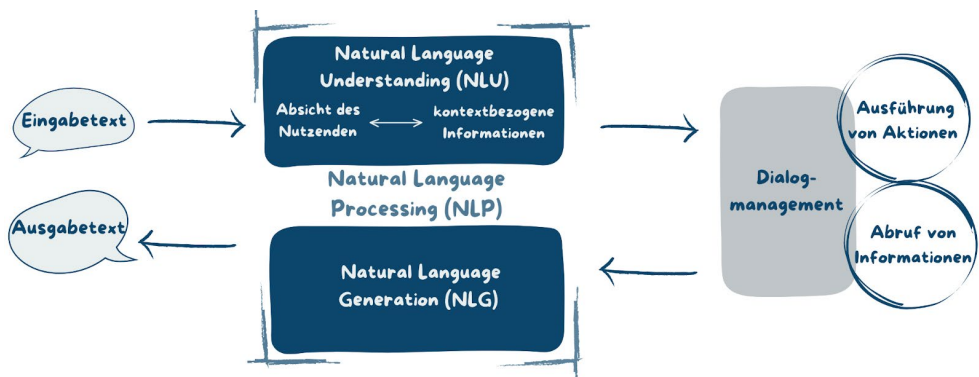 Eingabetext
Natural Language
Understanding (NLU)
Absicht des
Nutzenden
kontextbezogene
Informationen
Natural Language
Processing (NLP)
Natural Language
Generation (NLG)
Ausgabetext
Dialog-
management
Ausführung
von Aktionen
Abruf von
Informationen